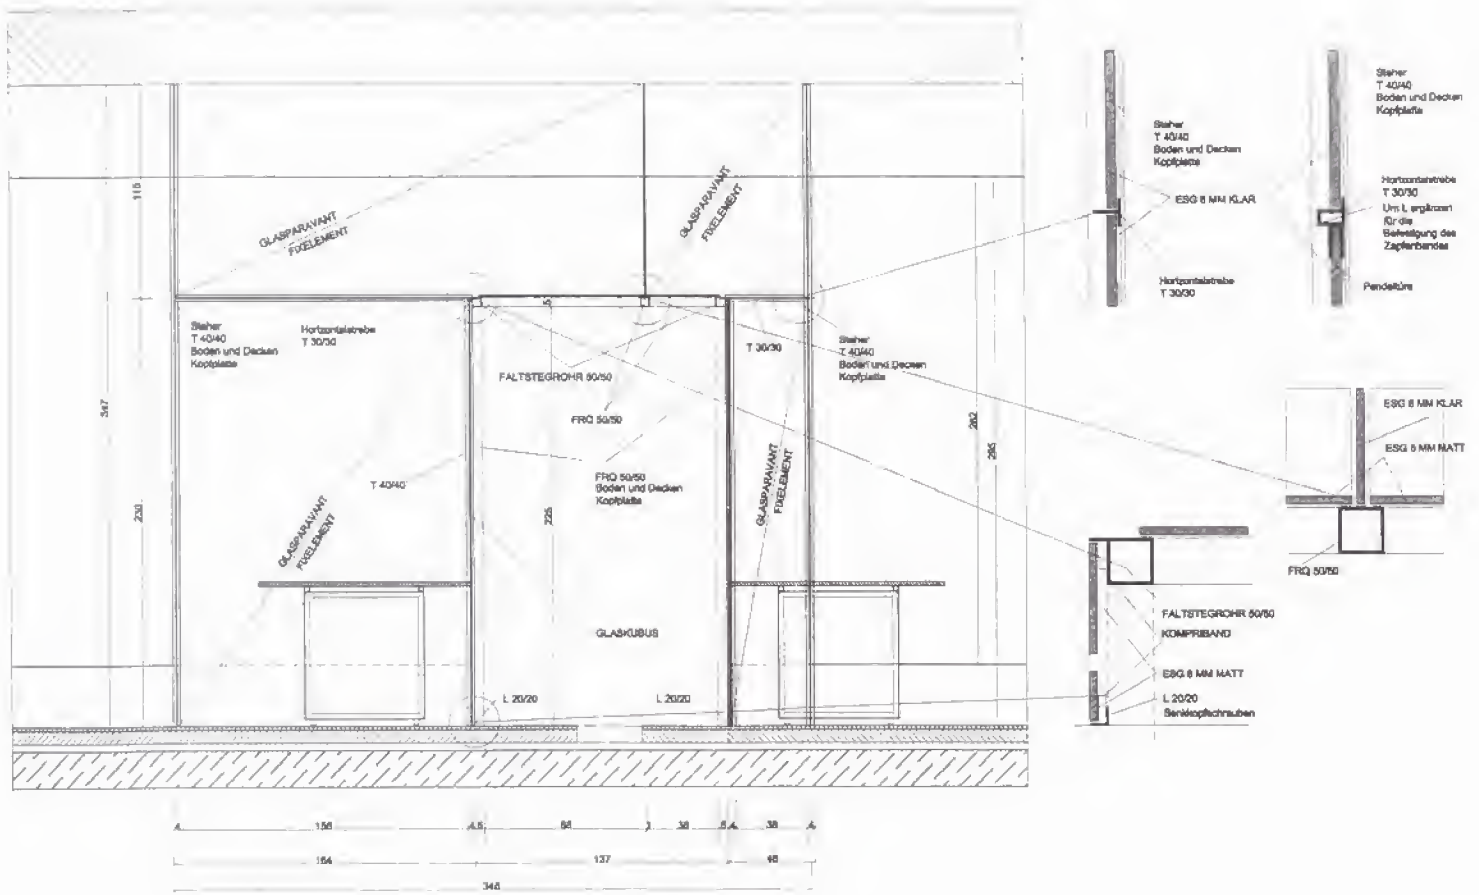 GLASPARAVANT
FIXELEMENT
GLASPARAVANT
FIXELEMENT
115
347
230
Steher
T 40/40
Boden und Decken
Kopfplatte
Horizontalstrebe
T 30/30
5
FALTSTEGROHR 50/50
FRQ 50/50
T 30/30
Steher
T 40/40
Boden und Decken
Kopfplatte
T 40/40
FRQ 50/50
Boden und Decken
Kopfplatte
225
GLASPARAVANT
FIXELEMENT
GLASPARAVANT
FIXELEMENT
262
295
GLASKUBUS
L 20/20
L 20/20
Steher
T 40/40
Boden und Decken
Kopfplatte
ESG 8 MM KLAR
Horizontalstrebe
T 30/30
Steher
T 40/40
Boden und Decken
Kopfplatte
Horizontalstrebe
T 30/30
Um L ergänzen
für die
Befestigung des
Zapfenbandes
Pendeltüre
ESG 8 MM KLAR
ESG 8 MM MATT
FRQ 50/50
FALTSTEGROHR 50/50
KOMPRIBAND
ESG 8 MM MATT
L 20/20
Senkkopfschrauben
4 156 4,5 38 38 4
164 137 46
348